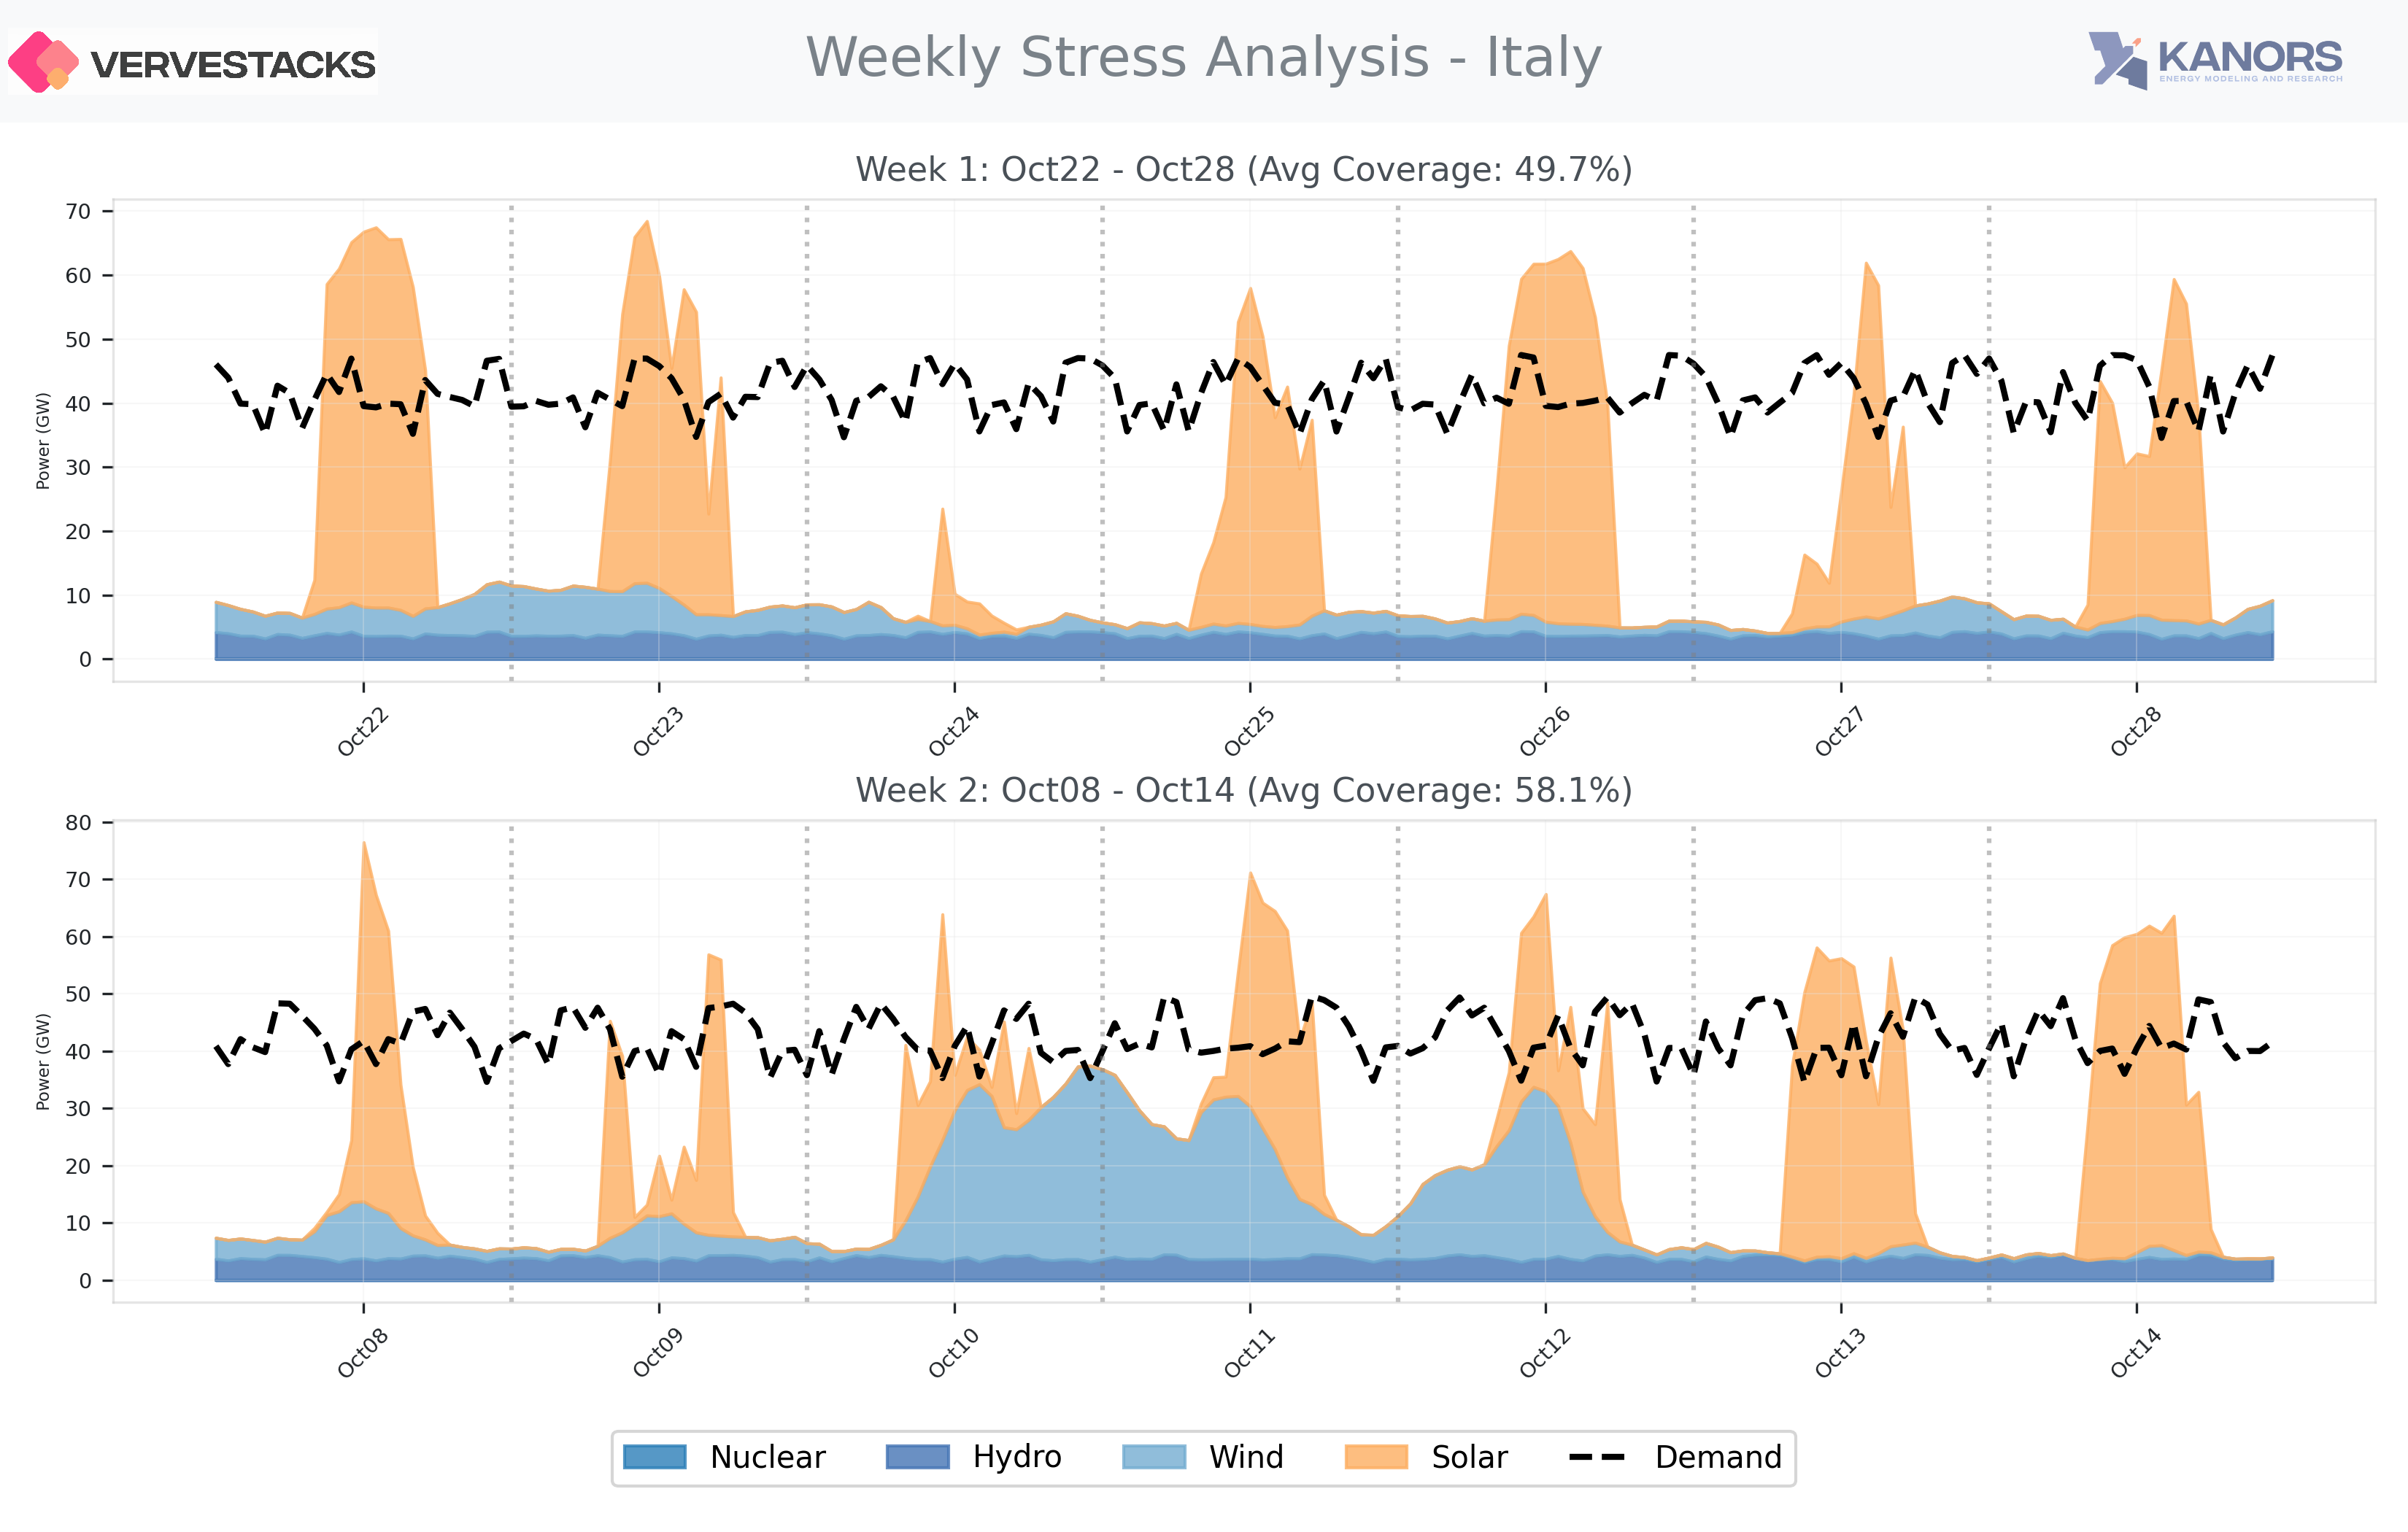 VERVESTACKS
Weekly Stress Analysis - Italy
KANORS
ENERGY MODELING AND RESEARCH
Week 1: Oct22 - Oct28 (Avg Coverage: 49.7%)
Power (GW)
70
60
50
40
30
20
10
0
Oct22
Oct23
Oct24
Oct25
Oct26
Oct27
Oct28
Week 2: Oct08 - Oct14 (Avg Coverage: 58.1%)
Power (GW)
80
70
60
50
40
30
20
10
0
Oct08
Oct09
Oct10
Oct11
Oct12
Oct13
Oct14
Nuclear
Hydro
Wind
Solar
Demand